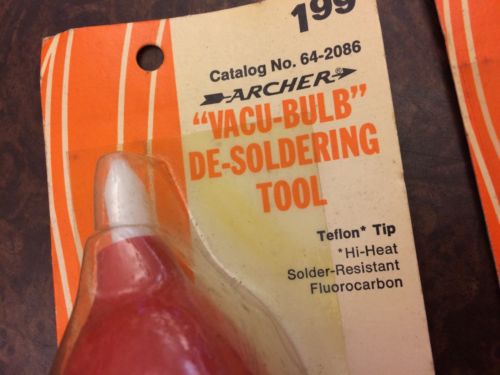 199
Catalog No. 64-2086
ARCHER®
"VACU-BULB"
DE-SOLDERING
TOOL
Teflon* Tip
*Hi-Heat
Solder-Resistant
Fluorocarbon